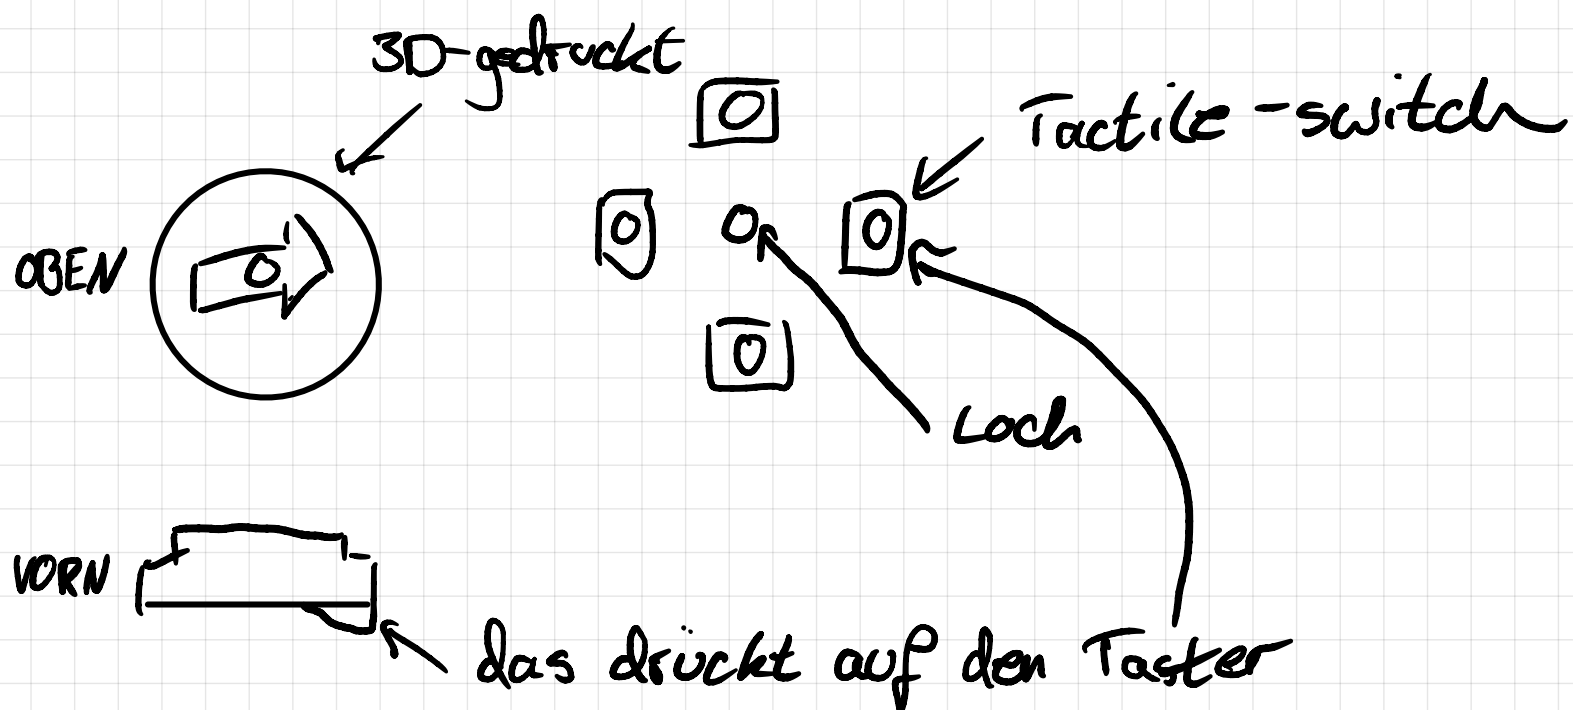 3D-gedruckt
Tactile-switch
OBEN
Loch
VORN
das drückt auf den Taster